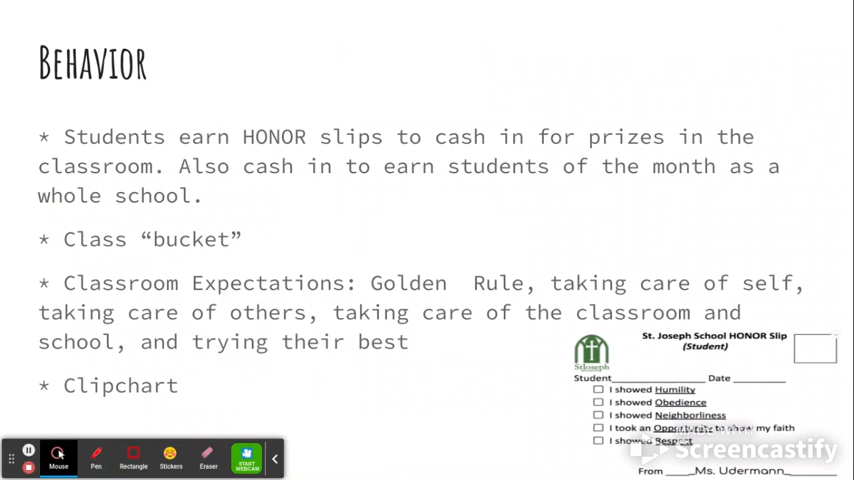 BEHAVIOR
* Students earn HONOR slips to cash in for prizes in the
classroom. Also cash in to earn students of the month as a
whole school.
* Class “bucket”
* Classroom Expectations: Golden Rule, taking care of self,
taking care of others, taking care of the classroom and
school, and trying their best
* Clipchart
St. Joseph School HONOR Slip
(Student)
St Joseph
Student Date
I showed Humility
I showed Obedience
I showed Neighborliness
I took an Opportunity to show my faith
I showed Respect
From Ms. Udermann
Screencastify
Mouse
Pen
Rectangle
Stickers
Eraser
START
WEBCAM